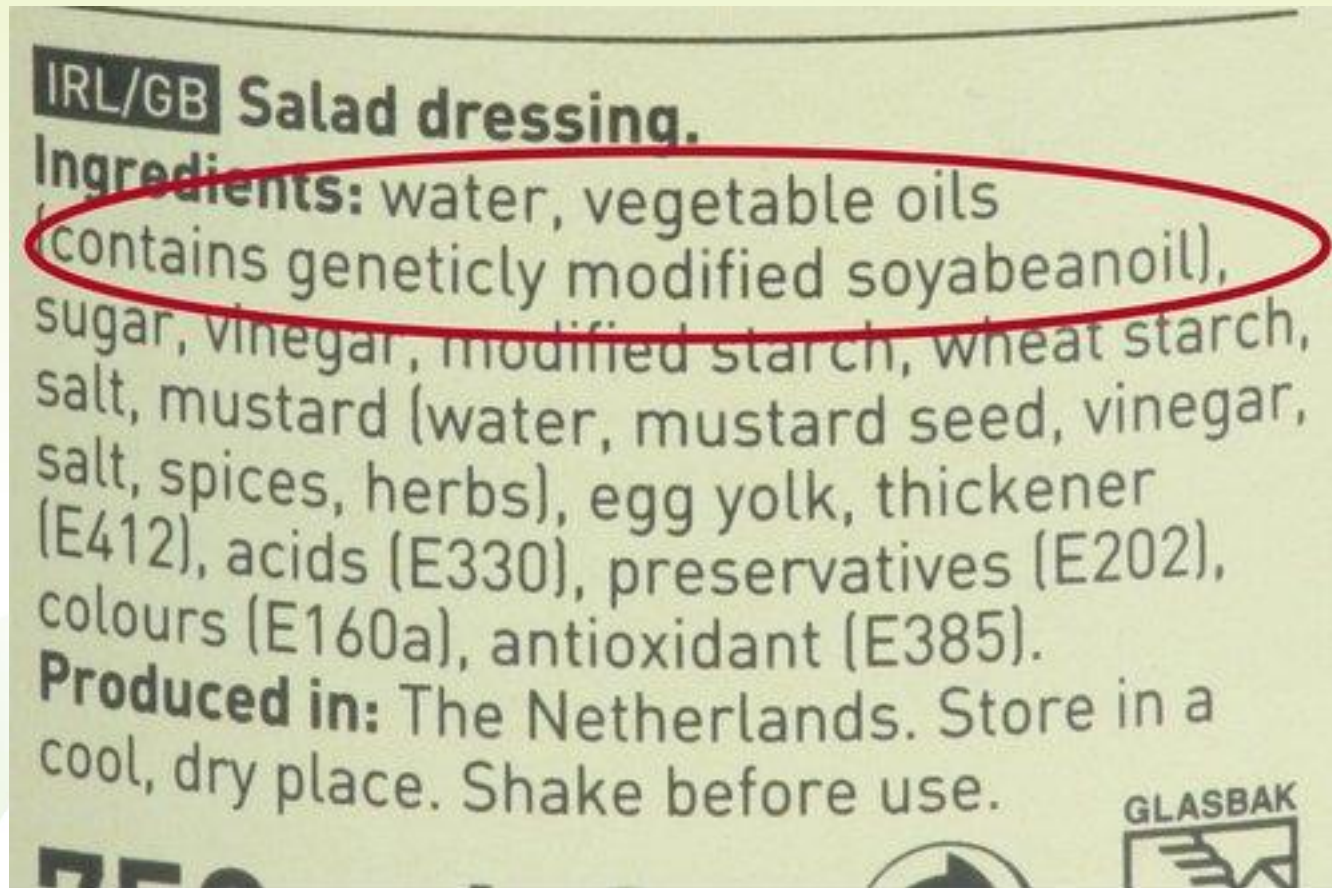 IRL/GB Salad dressing.
Ingredients: water, vegetable oils
(contains geneticly modified soyabeanoil),
sugar, vinegar, modified starch, wheat starch,
salt, mustard (water, mustard seed, vinegar,
salt, spices, herbs), egg yolk, thickener
(E412), acids (E330), preservatives (E202),
colours (E160a), antioxidant (E385).
Produced in: The Netherlands. Store in a
cool, dry place. Shake before use.
GLASBAK